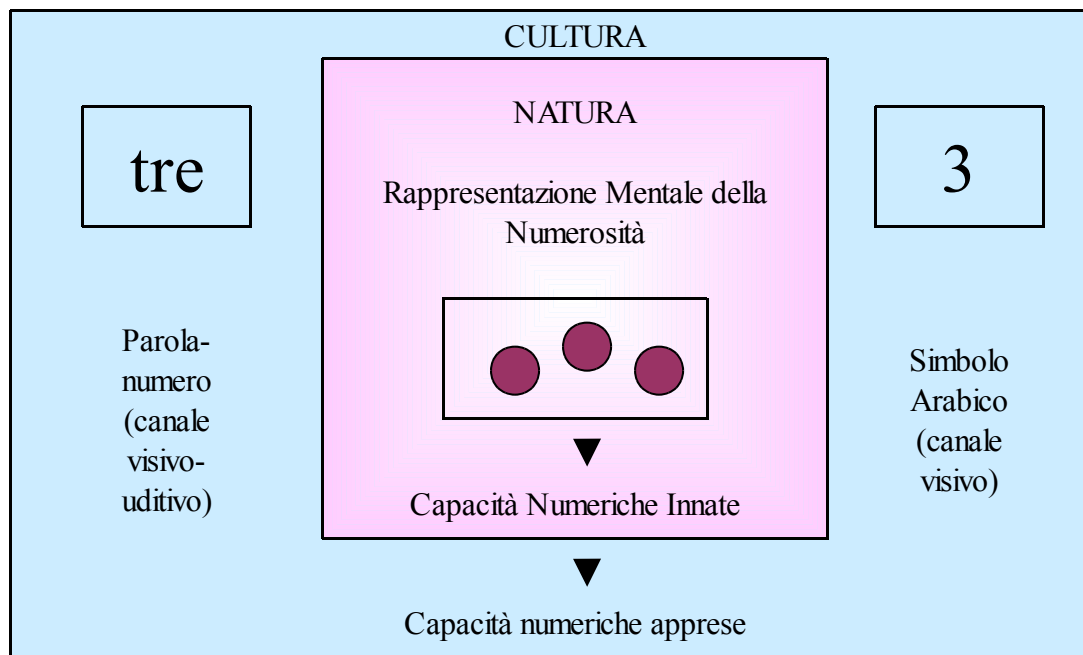 CULTURA
NATURA
tre
3
Rappresentazione Mentale della
Numerosità
Parola-
numero
(canale
visivo-
uditivo)
Simbolo
Arabico
(canale
visivo)
Capacità Numeriche Innate
Capacità numeriche apprese